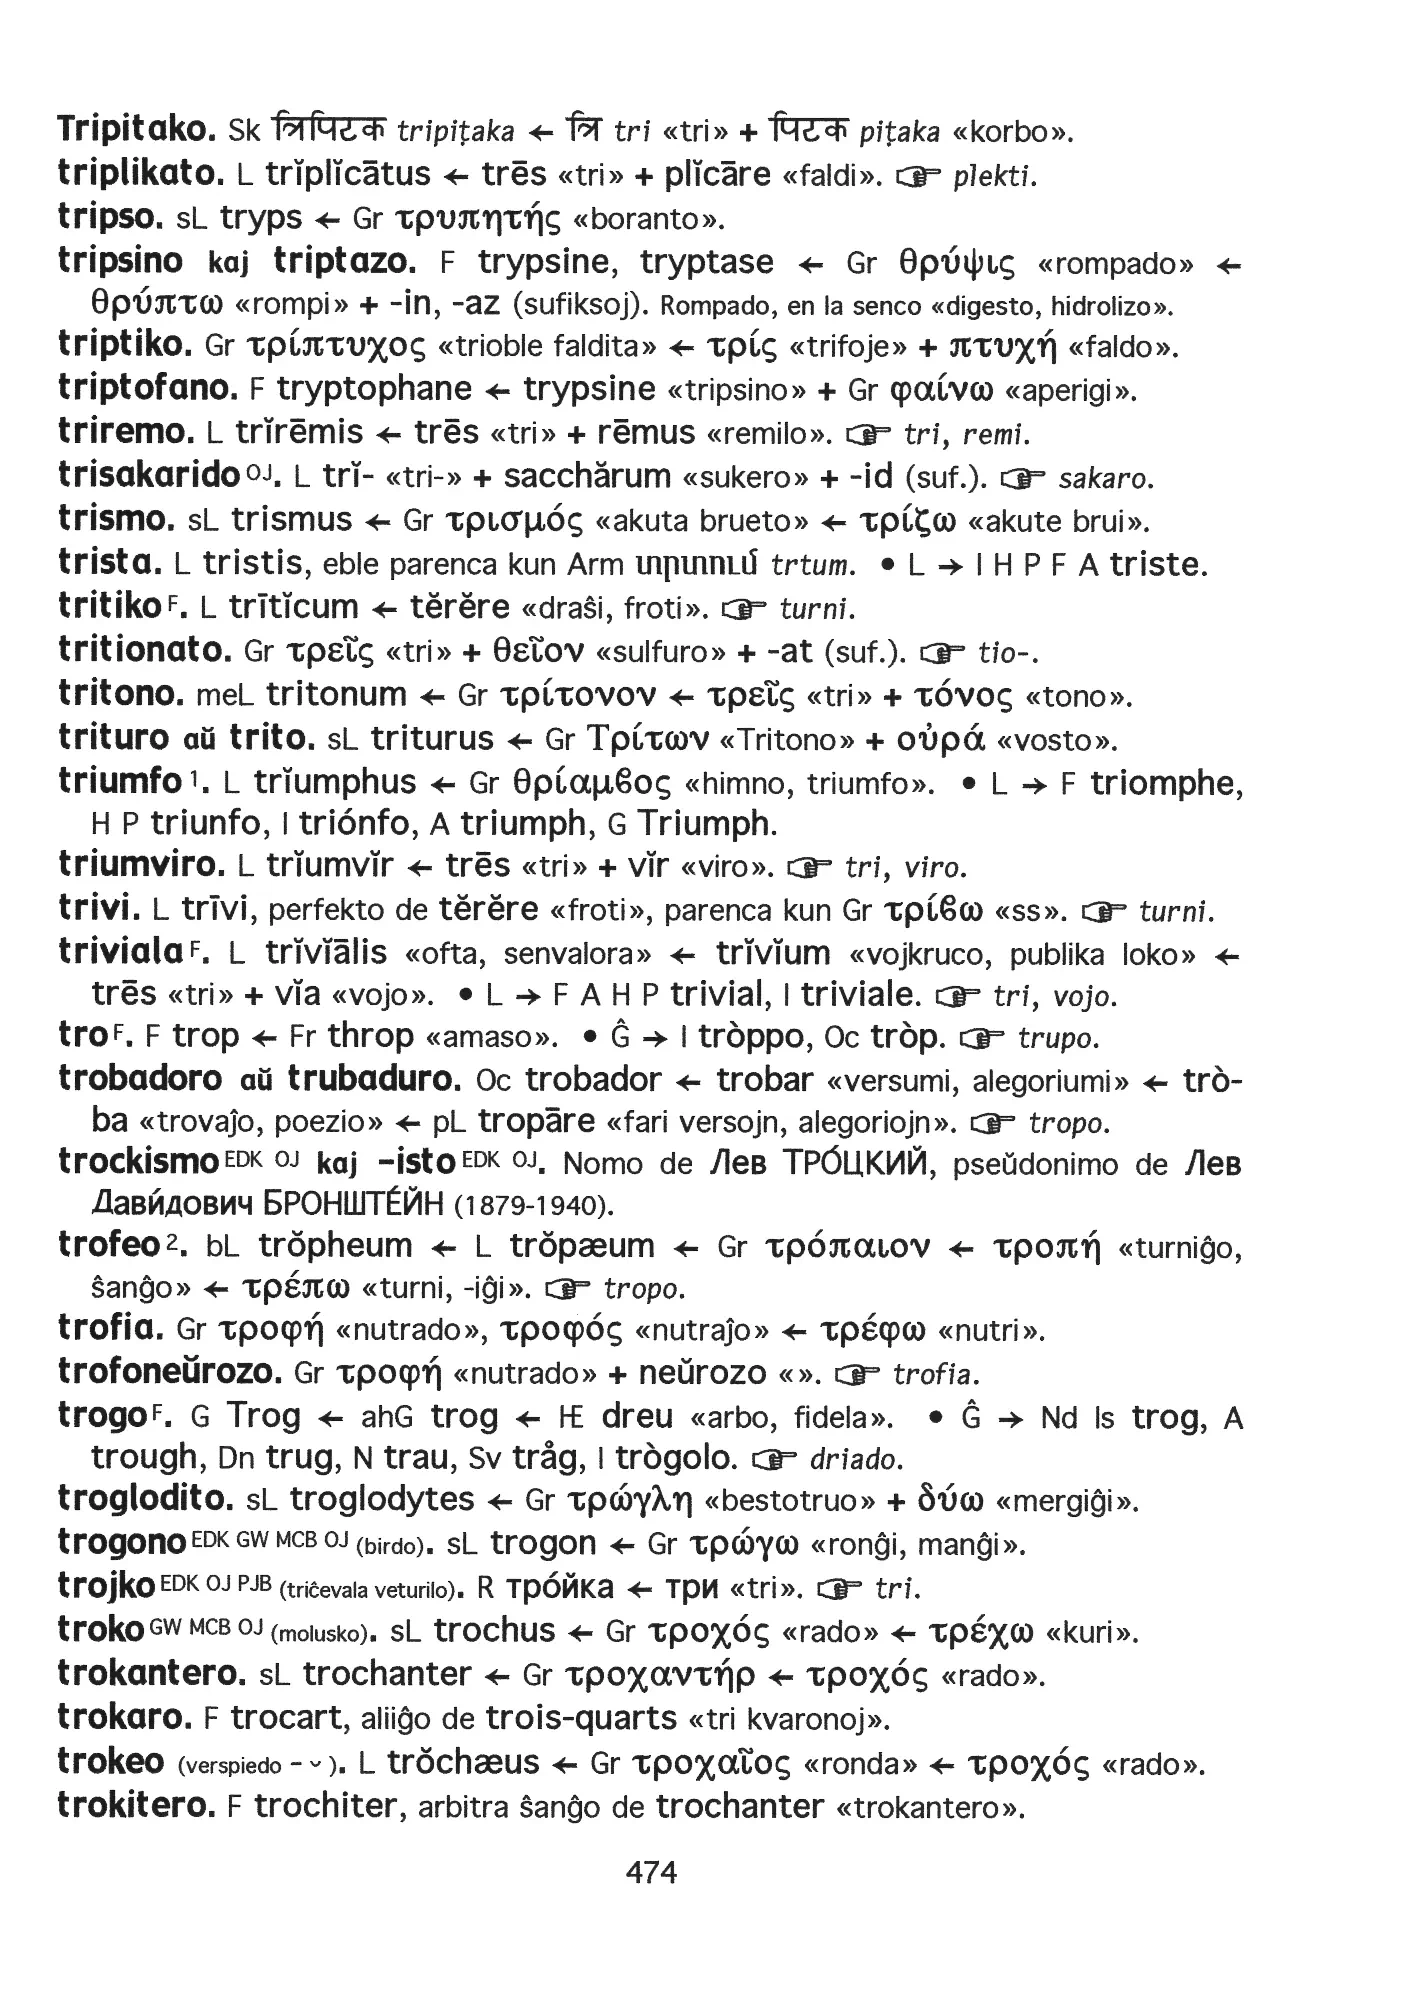 Tripitako. Sk त्रिपिटक tripiṭaka ← त्रि tri «tri» + पिटक piṭaka «korbo».
triplikato. L trĭplĭcātus ← trēs «tri» + plĭcāre «faldi». ☞ plekti.
tripso. sL tryps ← Gr τρυπητής «boranto».
tripsino kaj triptazo. F trypsine, tryptase ← Gr θρύψις «rompado» ←
θρύπτω «rompi» + -in, -az (sufiksoj). Rompado, en la senco «digesto, hidrolizo».
triptiko. Gr τρίπτυχος «trioble faldita» ← τρίς «trifoje» + πτυχή «faldo».
triptofano. F tryptophane ← trypsine «tripsino» + Gr φαίνω «aperigi».
triremo. L trĭrēmis ← trēs «tri» + rēmus «remilo». ☞ tri, remi.
trisakarido OJ. L trĭ- «tri-» + sacchărum «sukero» + -id (suf.). ☞ sakaro.
trismo. sL trismus ← Gr τρισμός «akuta brueto» ← τρίζω «akute brui».
trista. L tristis, eble parenca kun Arm տրտում trtum. • L → I H P F A triste.
tritiko F. L trītĭcum ← tĕrĕre «draŝi, froti». ☞ turni.
tritionato. Gr τρεῖς «tri» + θεῖον «sulfuro» + -at (suf.). ☞ tio-.
tritono. meL tritonum ← Gr τρίτονον ← τρεῖς «tri» + τόνος «tono».
trituro aŭ trito. sL triturus ← Gr Τρίτων «Tritono» + οὐρά «vosto».
triumfo 1. L trĭumphus ← Gr θρίαμϐος «himno, triumfo». • L → F triomphe,
H P triunfo, I triónfo, A triumph, G Triumph.
triumviro. L trĭumvĭr ← trēs «tri» + vĭr «viro». ☞ tri, viro.
trivi. L trīvi, perfekto de tĕrĕre «froti», parenca kun Gr τρίϐω «ss». ☞ turni.
triviala F. L trĭvĭālis «ofta, senvalora» ← trĭvĭum «vojkruco, publika loko» ←
trēs «tri» + vĭa «vojo». • L → F A H P trivial, I triviale. ☞ tri, vojo.
tro F. F trop ← Fr throp «amaso». • Ĝ → I tròppo, Oc tròp. ☞ trupo.
trobadoro aŭ trubaduro. Oc trobador ← trobar «versumi, alegoriumi» ← trò-
ba «trovaĵo, poezio» ← pL tropāre «fari versojn, alegoriojn». ☞ tropo.
trockismo EDK OJ kaj -isto EDK OJ. Nomo de Лев ТРÓЦКИЙ, pseŭdonimo de Лев
Дави́дович БРОНШТÉЙН (1879-1940).
trofeo 2. bL trŏpheum ← L trŏpæum ← Gr τρόπαιον ← τροπή «turniĝo,
ŝanĝo» ← τρέπω «turni, -iĝi». ☞ tropo.
trofia. Gr τροφή «nutrado», τροφός «nutraĵo» ← τρέφω «nutri».
trofoneŭrozo. Gr τροφή «nutrado» + neŭrozo « ». ☞ trofia.
trogo F. G Trog ← ahG trog ← IE dreu «arbo, fidela». • Ĝ → Nd Is trog, A
trough, Dn trug, N trau, Sv tråg, I trògolo. ☞ driado.
troglodito. sL troglodytes ← Gr τρώγλη «bestotruo» + δύω «mergiĝi».
trogono EDK GW MCB OJ (birdo). sL trogon ← Gr τρώγω «ronĝi, manĝi».
trojko EDK OJ PJB (triĉevala veturilo). R тро́йка ← три «tri». ☞ tri.
troko GW MCB OJ (molusko). sL trochus ← Gr τροχός «rado» ← τρέχω «kuri».
trokantero. sL trochanter ← Gr τροχαντήρ ← τροχός «rado».
trokaro. F trocart, aliiĝo de trois-quarts «tri kvaronoj».
trokeo (verspiedo – ⏑ ). L trŏchæus ← Gr τροχαῖος «ronda» ← τροχός «rado».
trokitero. F trochiter, arbitra ŝanĝo de trochanter «trokantero».
474